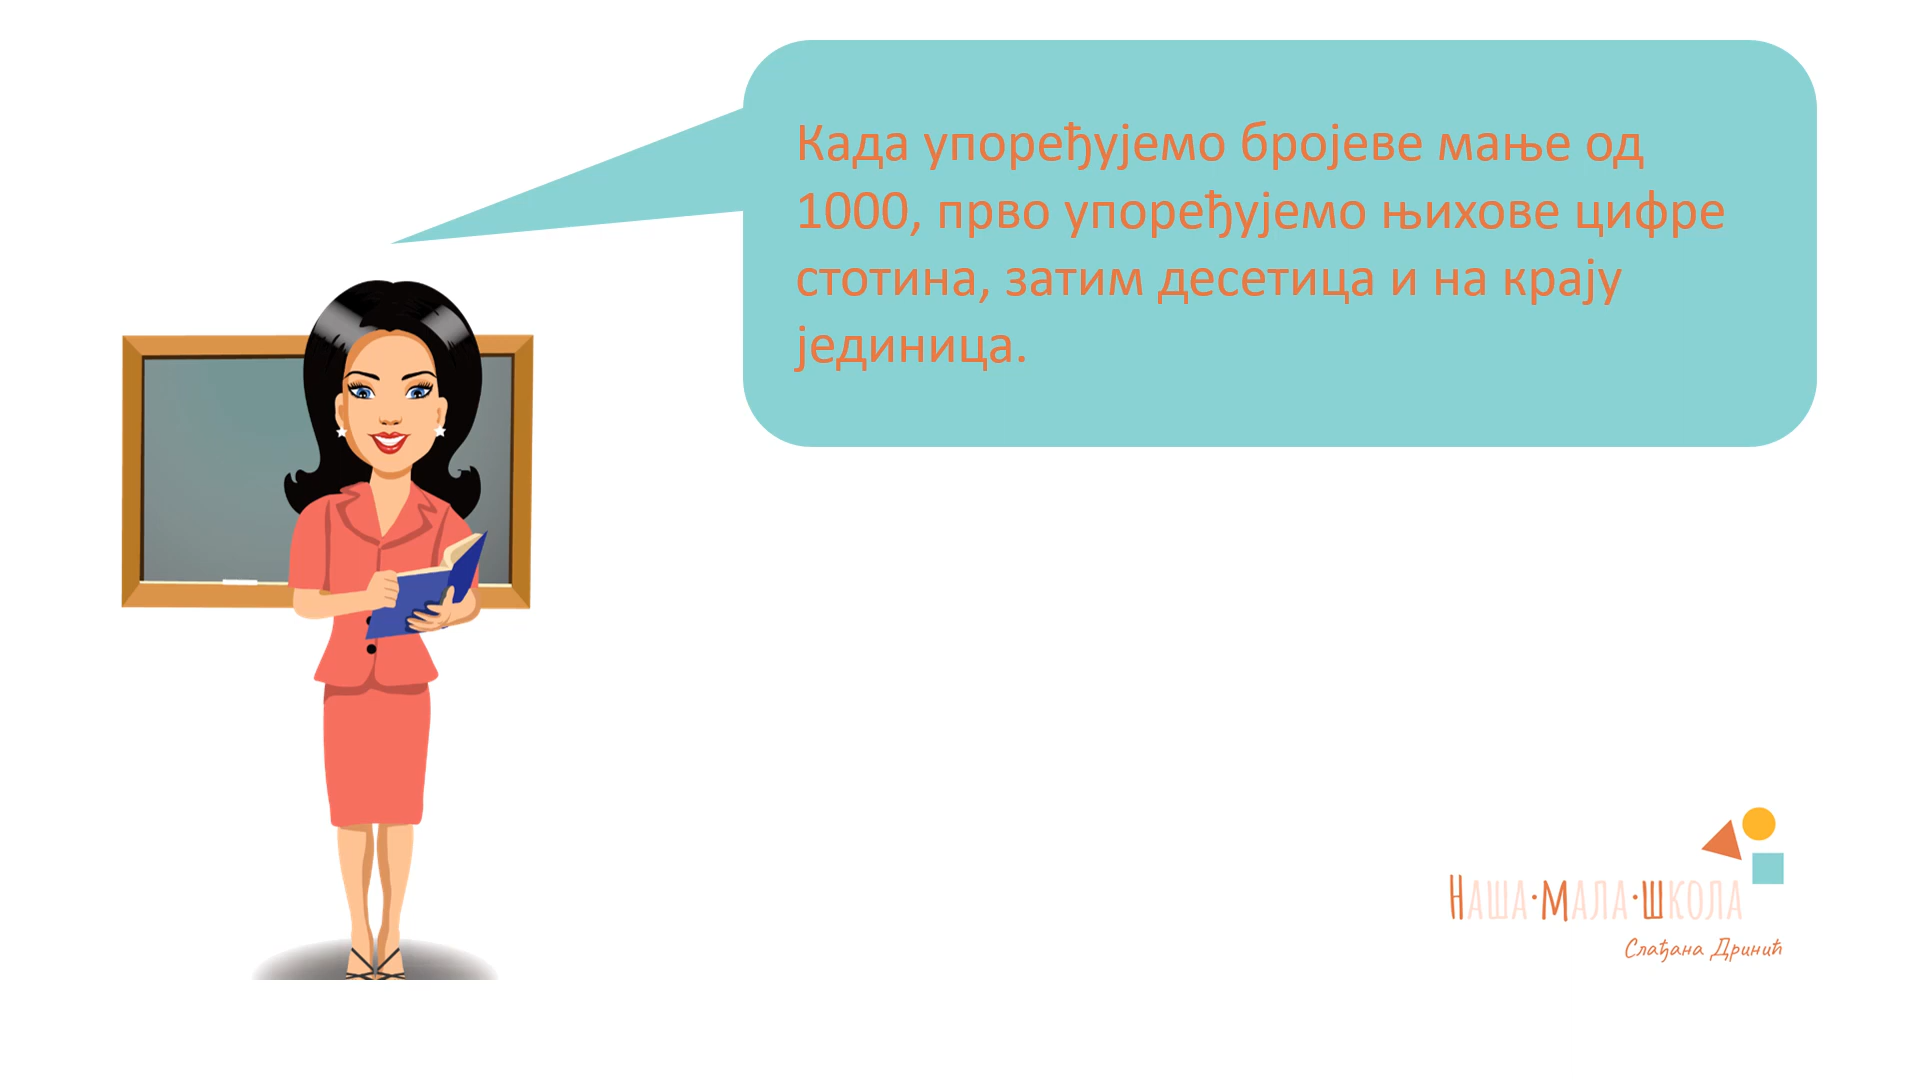 Када упоређујемо бројеве мање од
1000, прво упоређујемо њихове цифре
стотина, затим десетица и на крају
јединица.
НАША·МАЛА·ШКОЛА
Слађана Дринић